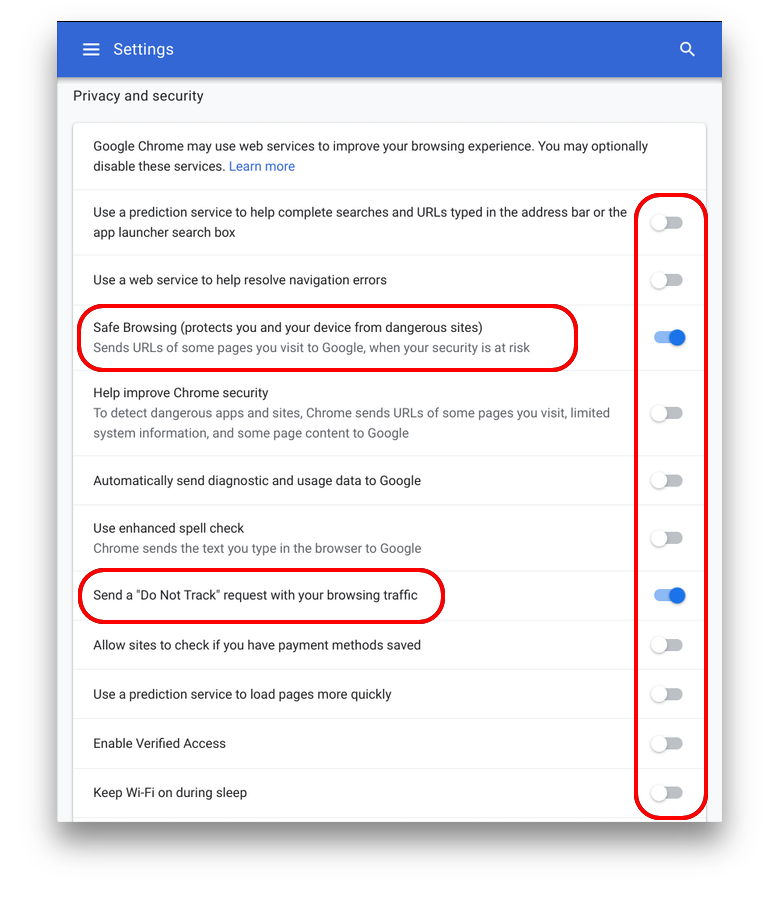 Settings
Privacy and security
Google Chrome may use web services to improve your browsing experience. You may optionally
disable these services. Learn more
Use a prediction service to help complete searches and URLs typed in the address bar or the
app launcher search box
Use a web service to help resolve navigation errors
Safe Browsing (protects you and your device from dangerous sites)
Sends URLs of some pages you visit to Google, when your security is at risk
Help improve Chrome security
To detect dangerous apps and sites, Chrome sends URLs of some pages you visit, limited
system information, and some page content to Google
Automatically send diagnostic and usage data to Google
Use enhanced spell check
Chrome sends the text you type in the browser to Google
Send a "Do Not Track" request with your browsing traffic
Allow sites to check if you have payment methods saved
Use a prediction service to load pages more quickly
Enable Verified Access
Keep Wi-Fi on during sleep